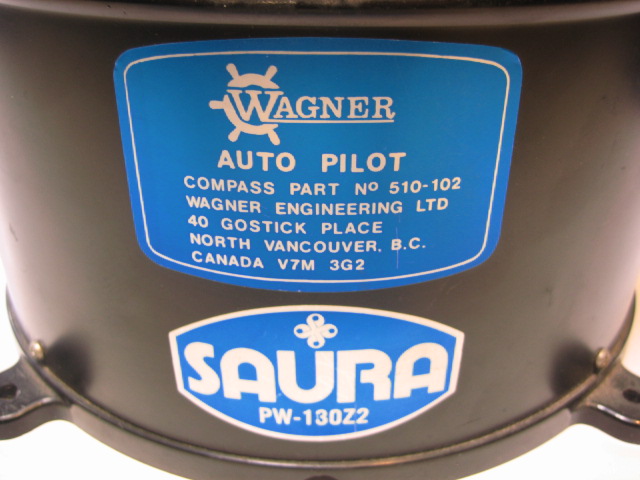 WAGNER
AUTO PILOT
COMPASS PART Nº 510-102
WAGNER ENGINEERING LTD
40 GOSTICK PLACE
NORTH VANCOUVER, B.C.
CANADA V7M 3G2
SAURA
PW-130Z2